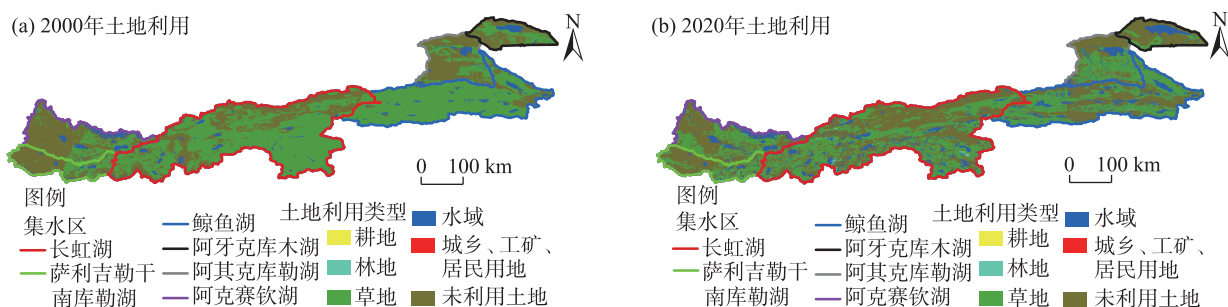 (a) 2000年土地利用
N
0 100 km
图例
集水区
长虹湖
萨利吉勒干
南库勒湖
鲸鱼湖
阿牙克库木湖
阿其克库勒湖
阿克赛钦湖
土地利用类型
耕地
林地
草地
水域
城乡、工矿、
居民用地
未利用土地
(b) 2020年土地利用
N
0 100 km
图例
集水区
长虹湖
萨利吉勒干
南库勒湖
鲸鱼湖
阿牙克库木湖
阿其克库勒湖
阿克赛钦湖
土地利用类型
耕地
林地
草地
水域
城乡、工矿、
居民用地
未利用土地